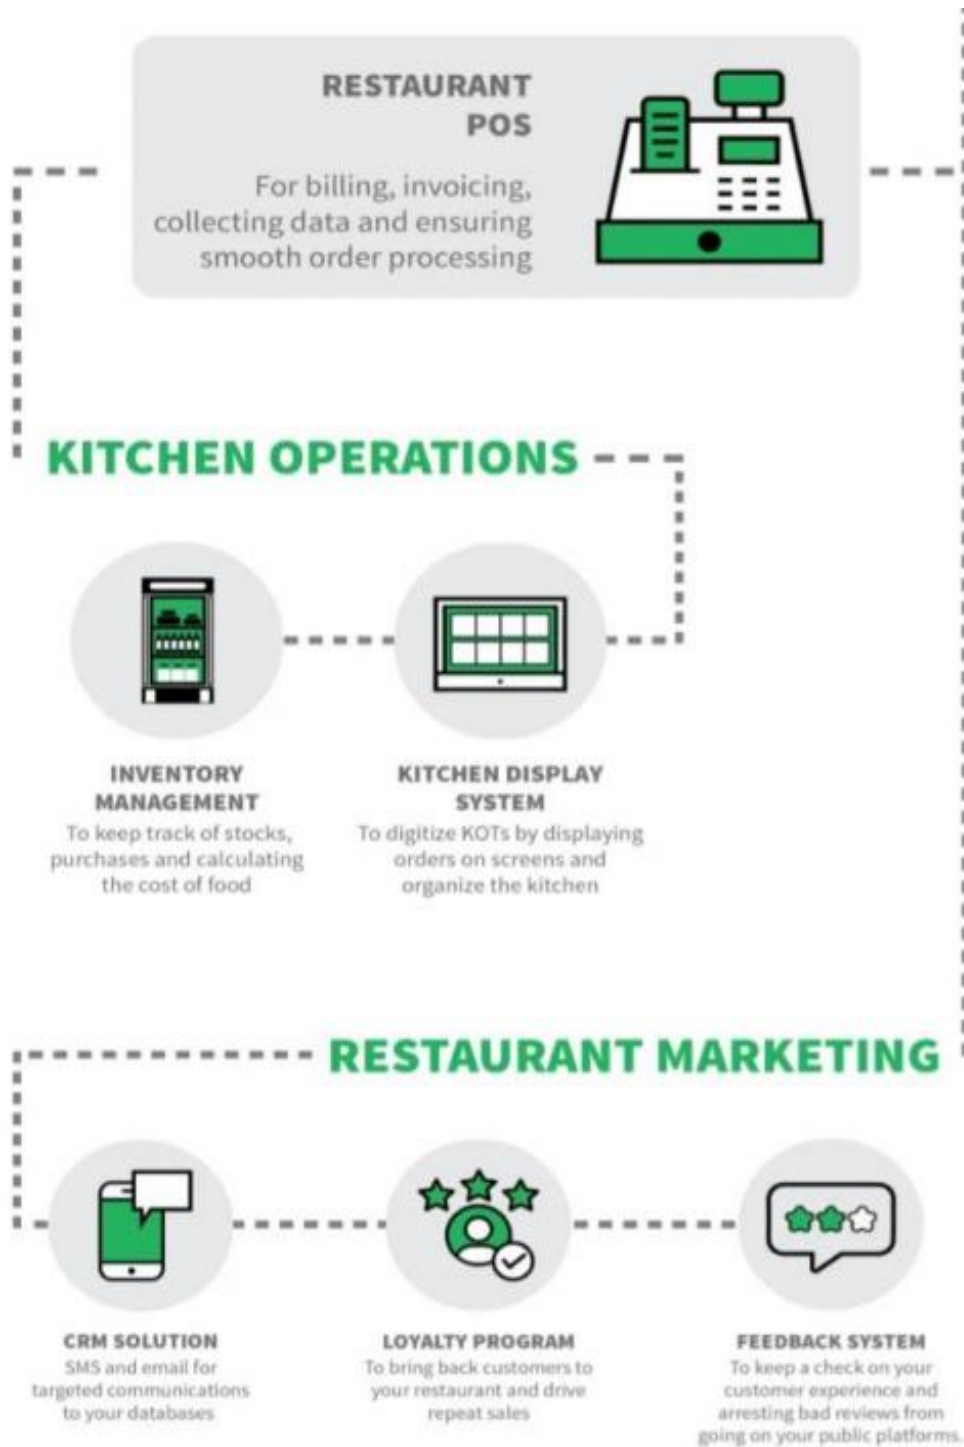 RESTAURANT
POS
For billing, invoicing,
collecting data and ensuring
smooth order processing
KITCHEN OPERATIONS
INVENTORY
MANAGEMENT
To keep track of stocks,
purchases and calculating
the cost of food
KITCHEN DISPLAY
SYSTEM
To digitize KOTs by displaying
orders on screens and
organize the kitchen
RESTAURANT MARKETING
CRM SOLUTION
SMS and email for
targeted communications
to your databases
LOYALTY PROGRAM
To bring back customers to
your restaurant and drive
repeat sales
FEEDBACK SYSTEM
To keep a check on your
customer experience and
arresting bad reviews from
going on your public platforms.